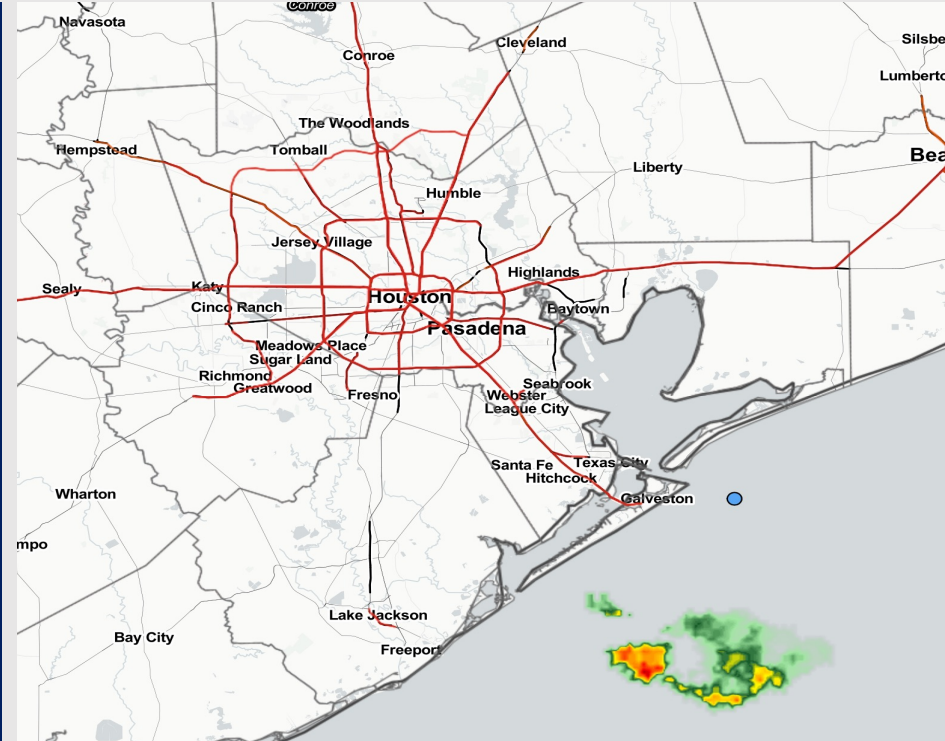 Conroe
Navasota
Cleveland
Silsbe
Conroe
Lumberto
The Woodlands
Hempstead
Tomball
Bea
Liberty
Humble
Jersey Village
Highlands
Sealy
Katy
Houston
Cinco Ranch
Baytown
Pasadena
Meadows Place
Sugar Land
Richmond
Greatwood
Seabrook
Fresno
Webster
League City
Santa Fe
Texas City
Hitchcock
Wharton
Galveston
mpo
Lake Jackson
Bay City
Freeport